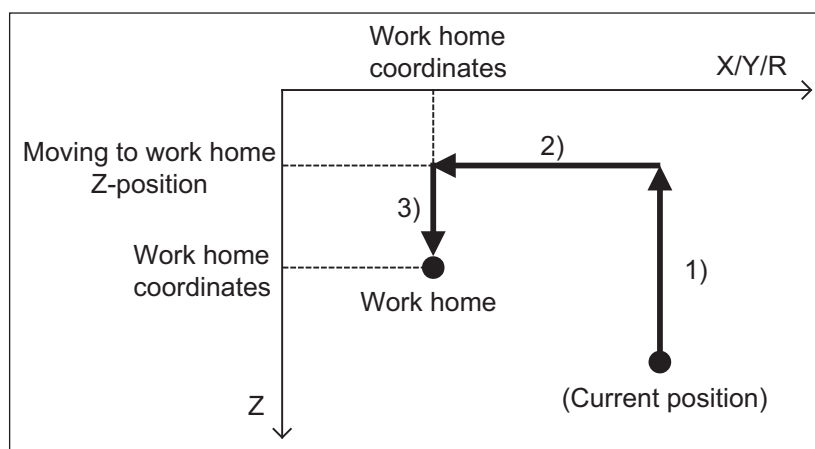 Work home
coordinates
X/Y/R
Moving to work home
Z-position
2)
3)
Work home
coordinates
1)
Work home
(Current position)
Z